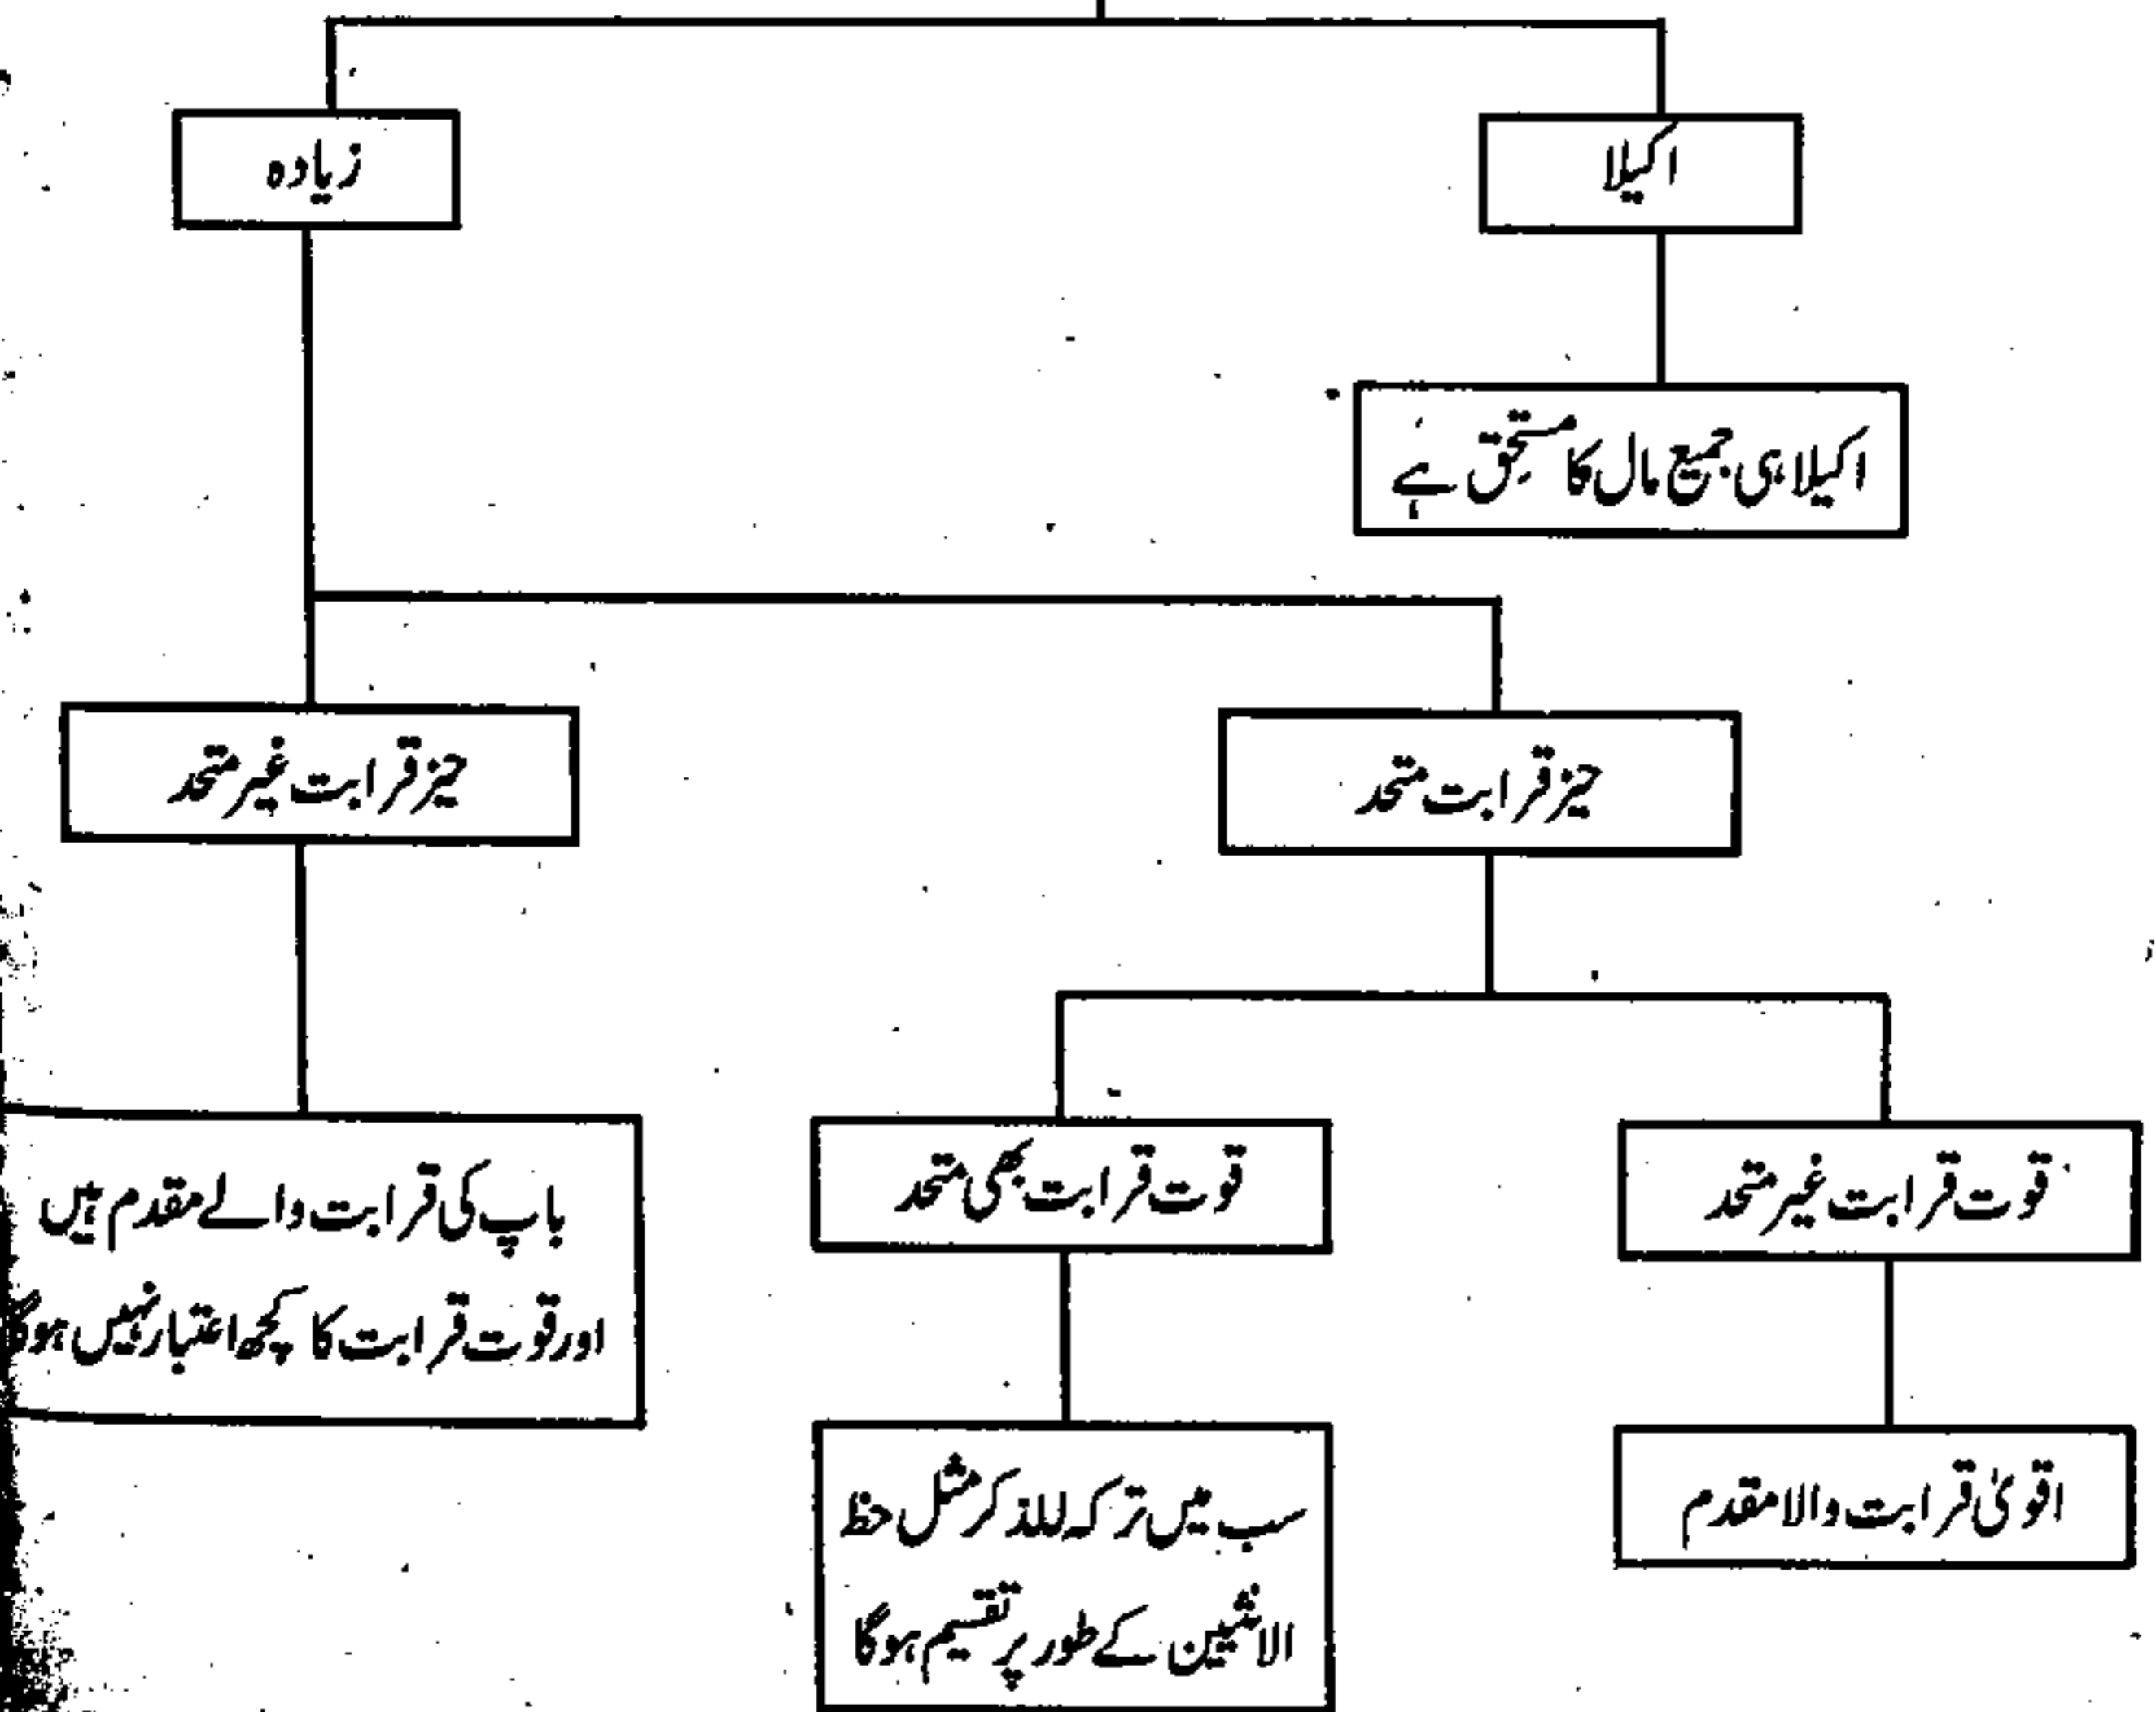 اکیلا
زیادہ
اکیلا ہی جمیع مال کا مستحق ہے
حیز قرابت متحد
حیز قرابت غیر متحد
قوت قرابت غیر متحد
قوت قرابت بھی متحد
باپ کی قرابت والے مقدم ہیں
اور قوت قرابت کا کچھ اعتبار نہیں ہوگا
اقویٰ قرابت والا مقدم
سب میں ترکہ للذکر مثل حظ
الانثیین کے طور پر تقسیم ہوگا